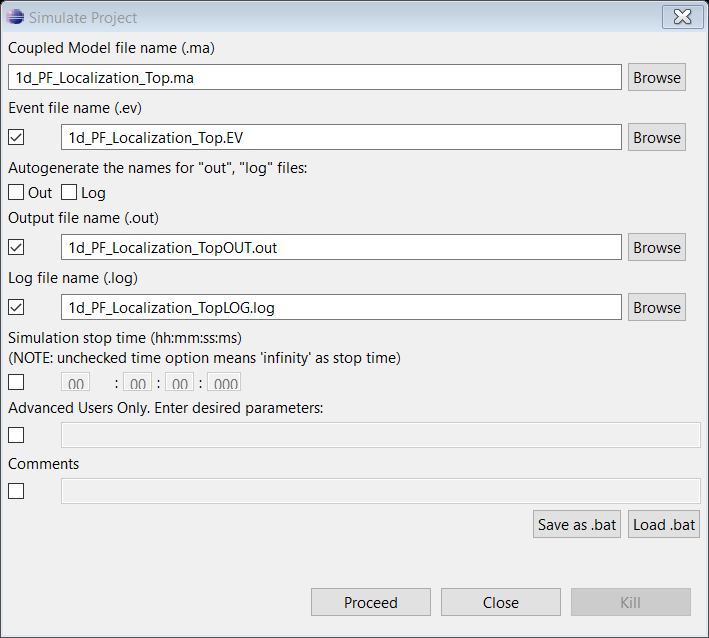 Simulate Project
Coupled Model file name (.ma)
1d_PF_Localization_Top.ma Browse
Event file name (.ev)
1d_PF_Localization_Top.EV Browse
Autogenerate the names for "out", "log" files:
Out Log
Output file name (.out)
1d_PF_Localization_TopOUT.out Browse
Log file name (.log)
1d_PF_Localization_TopLOG.log Browse
Simulation stop time (hh:mm:ss:ms)
(NOTE: unchecked time option means 'infinity' as stop time)
00 : 00 : 00 : 000
Advanced Users Only. Enter desired parameters:
Comments
Save as .bat Load .bat
Proceed Close Kill